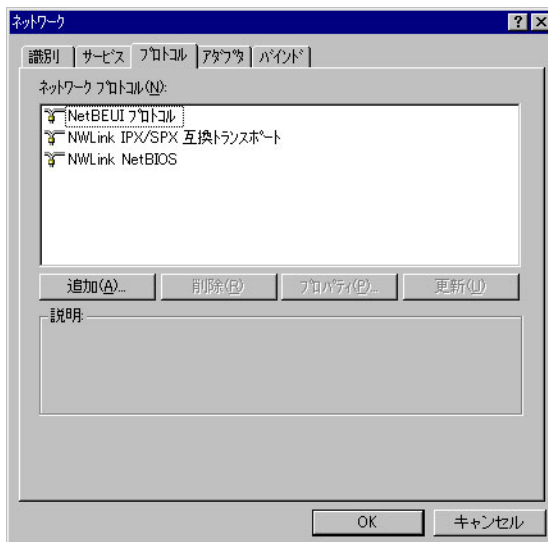 ネットワーク
識別 サービス プロトコル アダプタ バインド
ネットワーク プロトコル(N):
NetBEUI プロトコル
NWLink IPX/SPX 互換トランスポート
NWLink NetBIOS
追加(A)... 削除(R) プロパティ(P)... 更新(U)
説明:
OK キャンセル